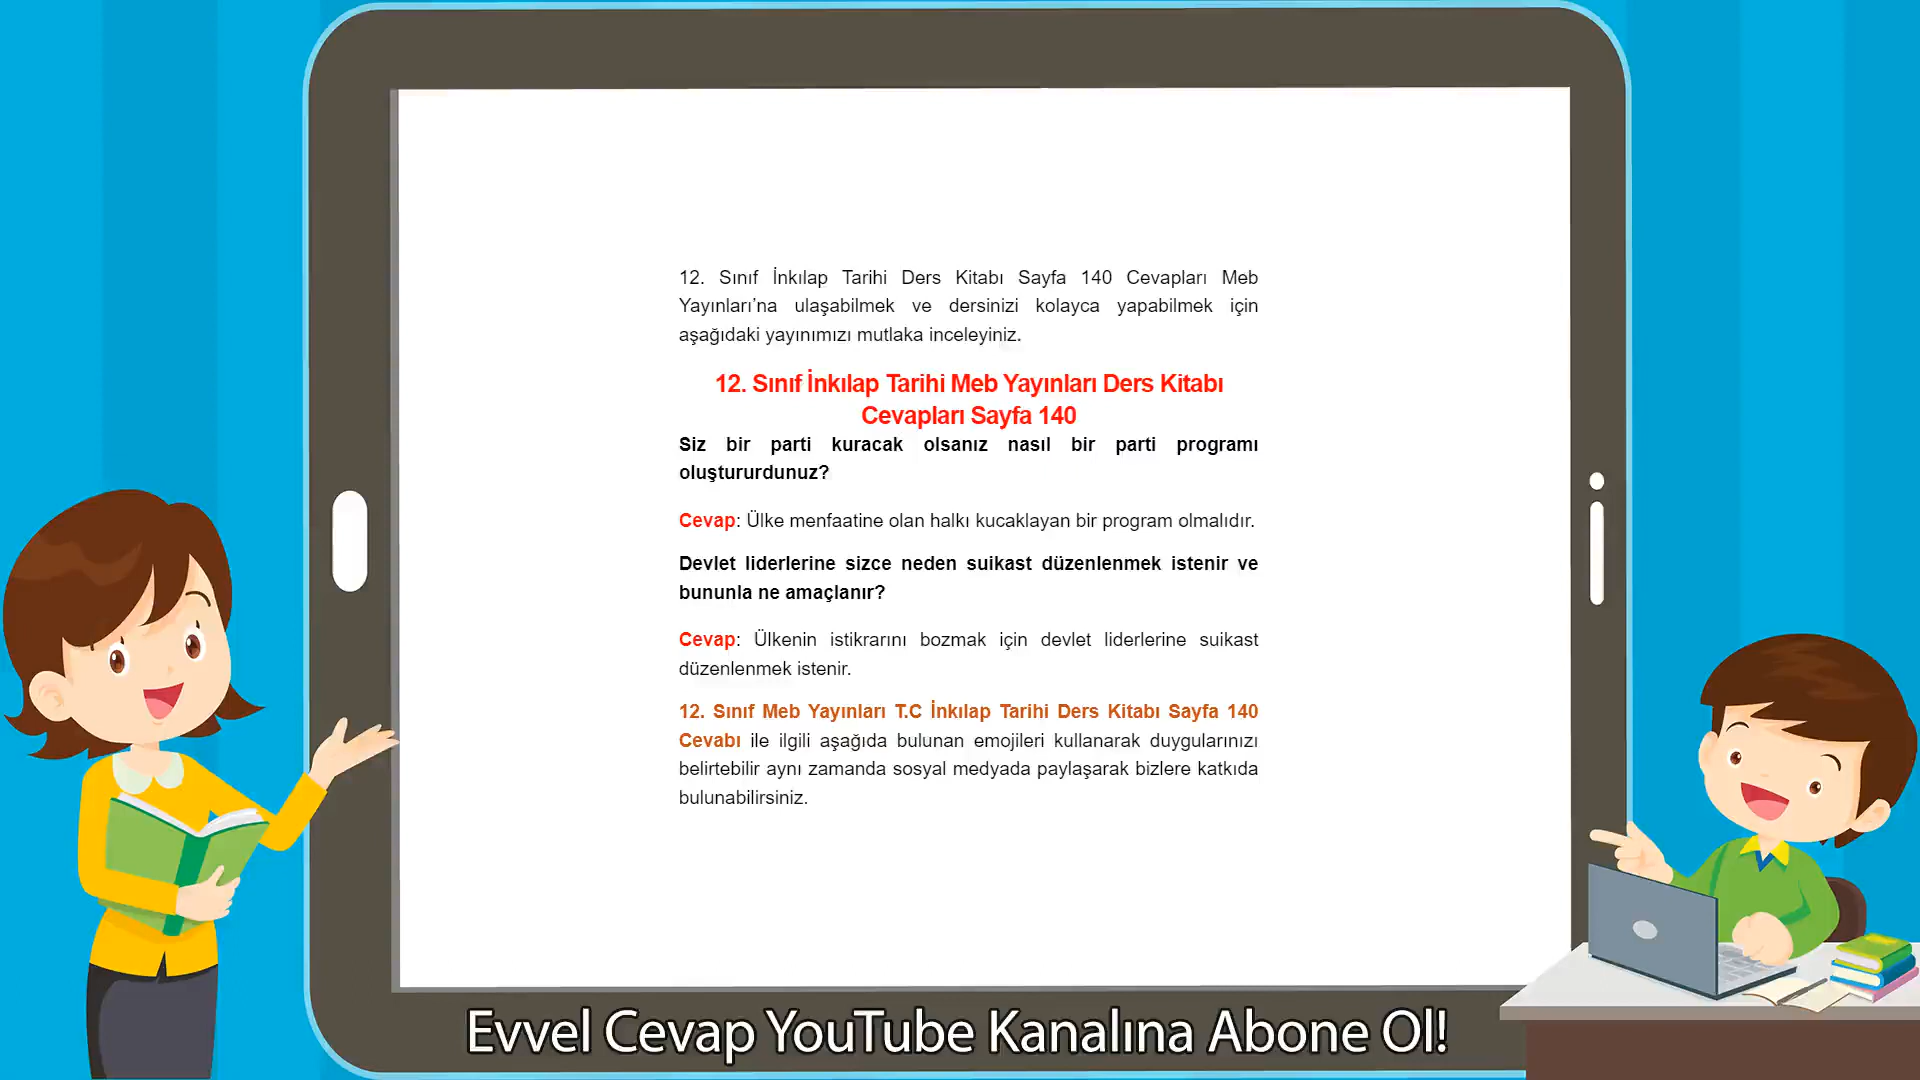 12. Sınıf İnkılap Tarihi Ders Kitabı Sayfa 140 Cevapları Meb
Yayınları’na ulaşabilmek ve dersinizi kolayca yapabilmek için
aşağıdaki yayınımızı mutlaka inceleyiniz.
12. Sınıf İnkılap Tarihi Meb Yayınları Ders Kitabı
Cevapları Sayfa 140
Siz bir parti kuracak olsanız nasıl bir parti programı
oluştururdunuz?
Cevap: Ülke menfaatine olan halkı kucaklayan bir program olmalıdır.
Devlet liderlerine sizce neden suikast düzenlenmek istenir ve
bununla ne amaçlanır?
Cevap: Ülkenin istikrarını bozmak için devlet liderlerine suikast
düzenlenmek istenir.
12. Sınıf Meb Yayınları T.C İnkılap Tarihi Ders Kitabı Sayfa 140
Cevabı ile ilgili aşağıda bulunan emojileri kullanarak duygularınızı
belirtebilir aynı zamanda sosyal medyada paylaşarak bizlere katkıda
bulunabilirsiniz.
Evvel Cevap YouTube Kanalına Abone Ol!